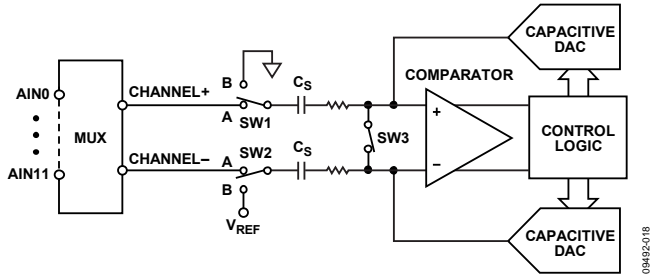 CAPACITIVE
DAC
B
COMPARATOR
AIN0
CHANNEL+
CS
A
SW1
+
MUX
SW3
CONTROL
LOGIC
CHANNEL–
A
SW2
CS
–
AIN11
B
VREF
CAPACITIVE
DAC
09492-018